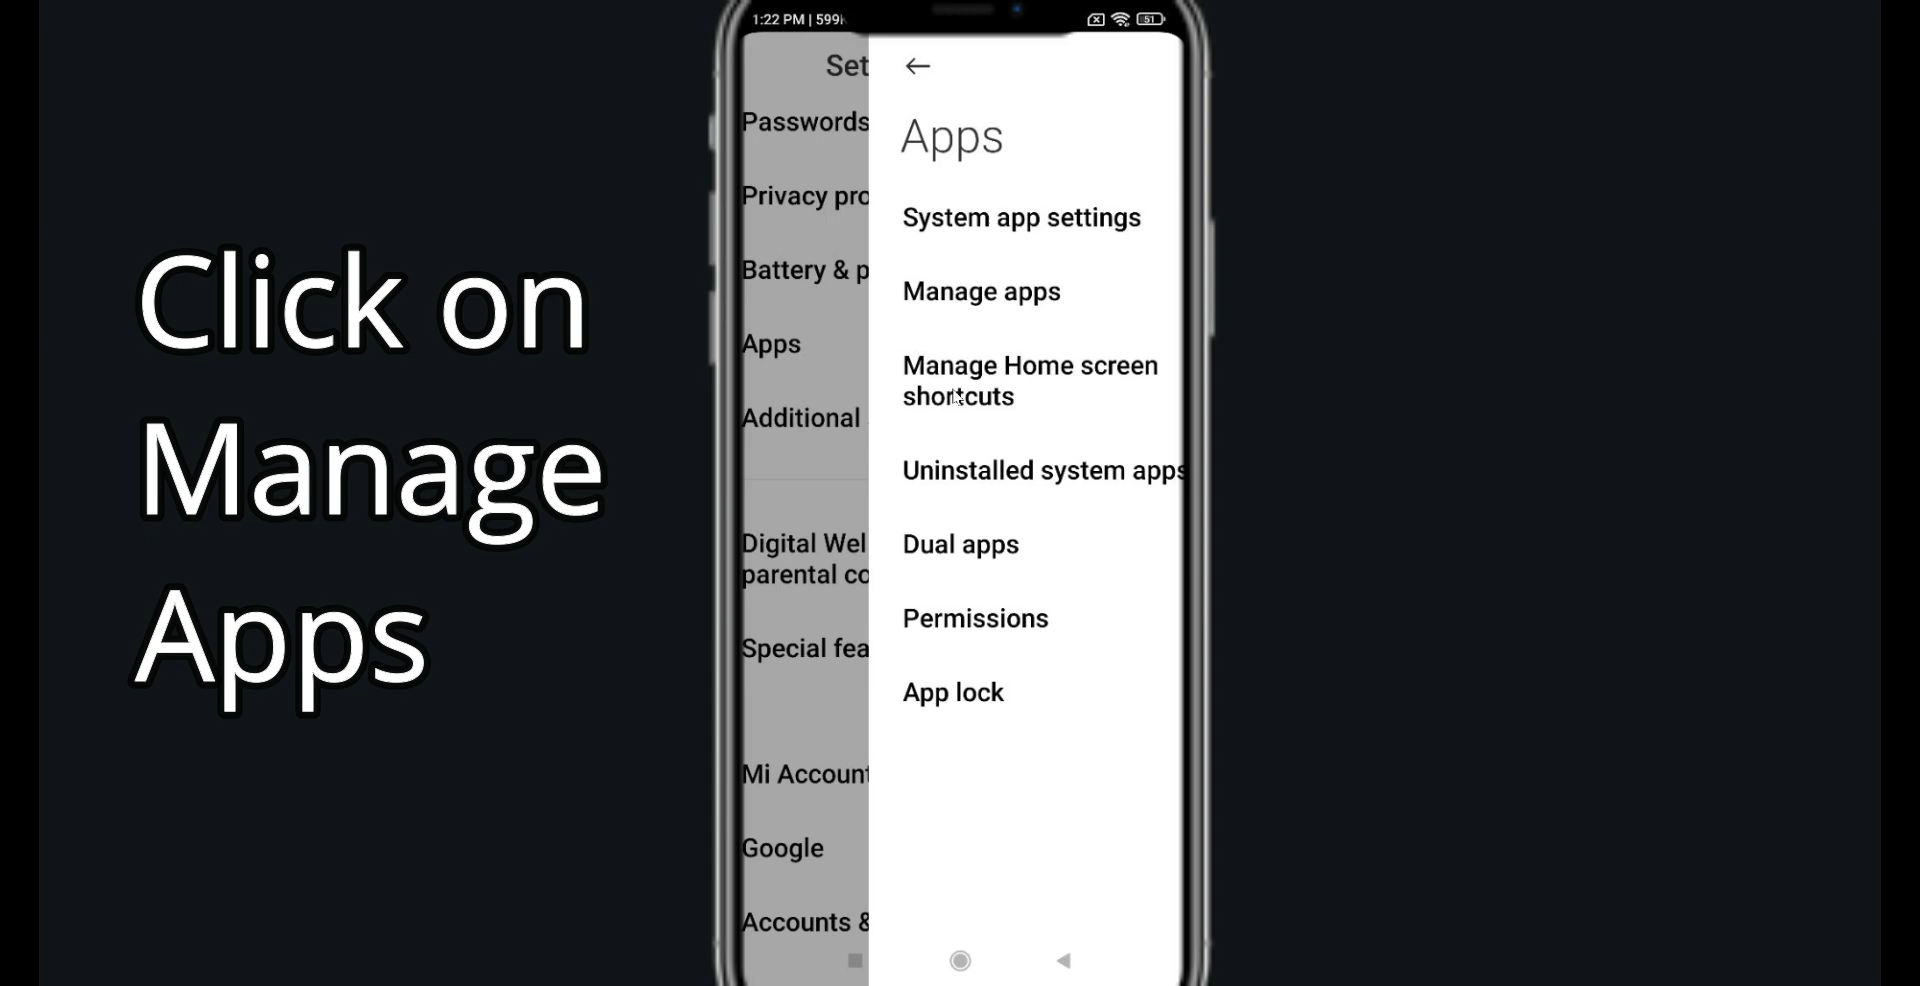 Click on
Manage
Apps
1:22 PM | 599
51
Set
Passwords
Privacy pro
Battery & p
Apps
Additional
Digital Wel
parental co
Special fea
Mi Account
Google
Accounts &
Apps
System app settings
Manage apps
Manage Home screen
shortcuts
Uninstalled system apps
Dual apps
Permissions
App lock